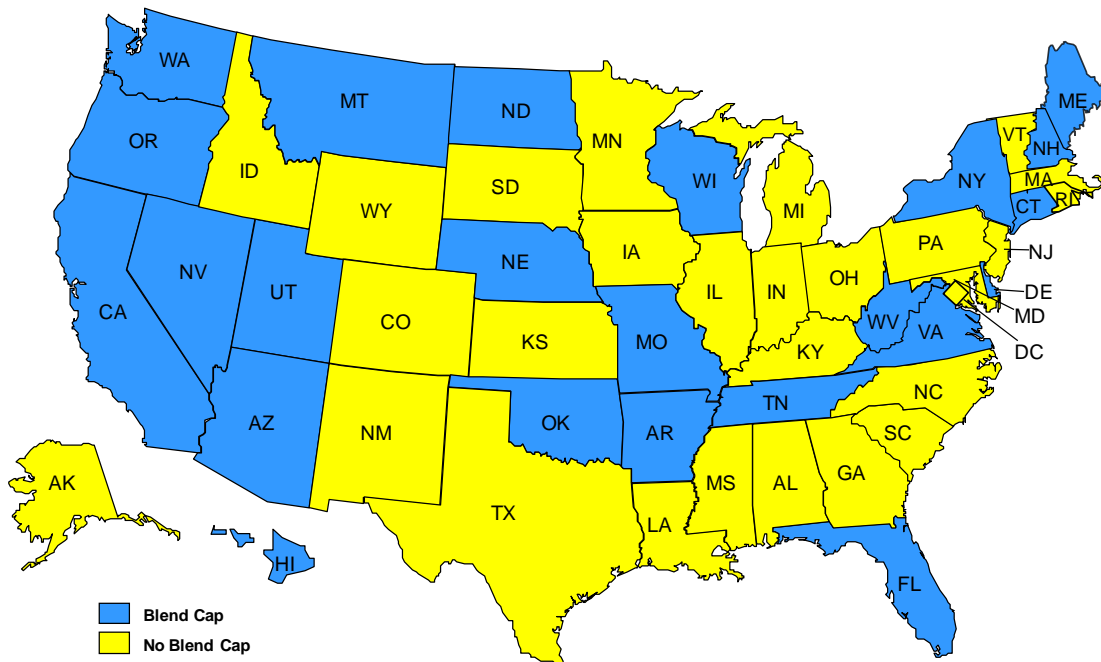 WA
MT
ND
MN
ME
VT
NH
OR
ID
SD
WI
NY
MA
CT
RI
WY
MI
IA
PA
NJ
NE
NV
UT
CA
CO
IL
IN
OH
DE
MD
DC
WV
VA
KS
MO
KY
NC
TN
AZ
NM
OK
AR
SC
AK
TX
MS
AL
GA
LA
HI
FL
Blend Cap
No Blend Cap